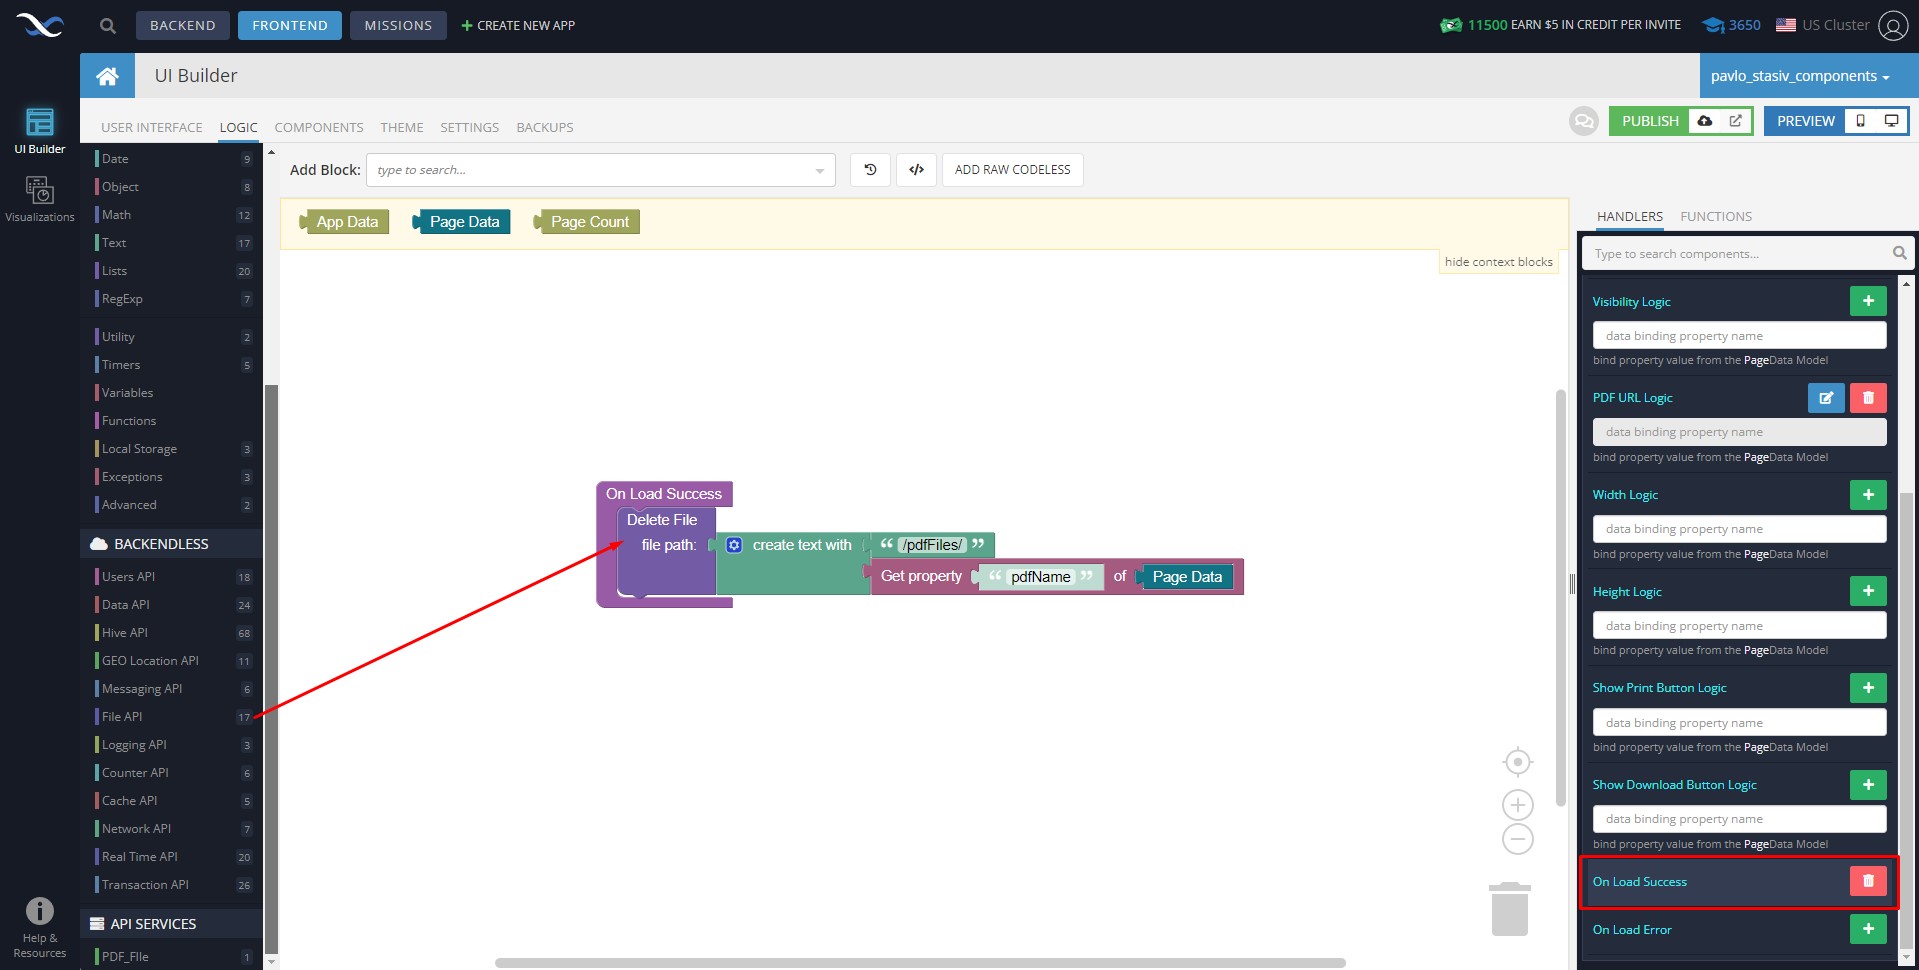 BACKEND FRONTEND MISSIONS + CREATE NEW APP 11500 EARN $5 IN CREDIT PER INVITE 3650 US Cluster
UI Builder pavlo_stasiv_components
USER INTERFACE LOGIC COMPONENTS THEME SETTINGS BACKUPS PUBLISH PREVIEW
UI Builder
Visualizations
Help &
Resources
Date 9
Object 8
Math 12
Text 17
Lists 20
RegExp 7
Utility 2
Timers 5
Variables
Functions
Local Storage 3
Exceptions 3
Advanced 2
BACKENDLESS
Users API 18
Data API 24
Hive API 68
GEO Location API 11
Messaging API 6
File API 17
Logging API 3
Counter API 6
Cache API 5
Network API 7
Real Time API 20
Transaction API 26
API SERVICES
PDF_FIle 1
Add Block: type to search... </> ADD RAW CODELESS
App Data Page Data Page Count
hide context blocks
On Load Success
Delete File
file path: create text with “ /pdfFiles/ ”
Get property “ pdfName ” of Page Data
HANDLERS FUNCTIONS
Type to search components...
Visibility Logic
data binding property name
bind property value from the PageData Model
PDF URL Logic
data binding property name
bind property value from the PageData Model
Width Logic
data binding property name
bind property value from the PageData Model
Height Logic
data binding property name
bind property value from the PageData Model
Show Print Button Logic
data binding property name
bind property value from the PageData Model
Show Download Button Logic
data binding property name
bind property value from the PageData Model
On Load Success
On Load Error